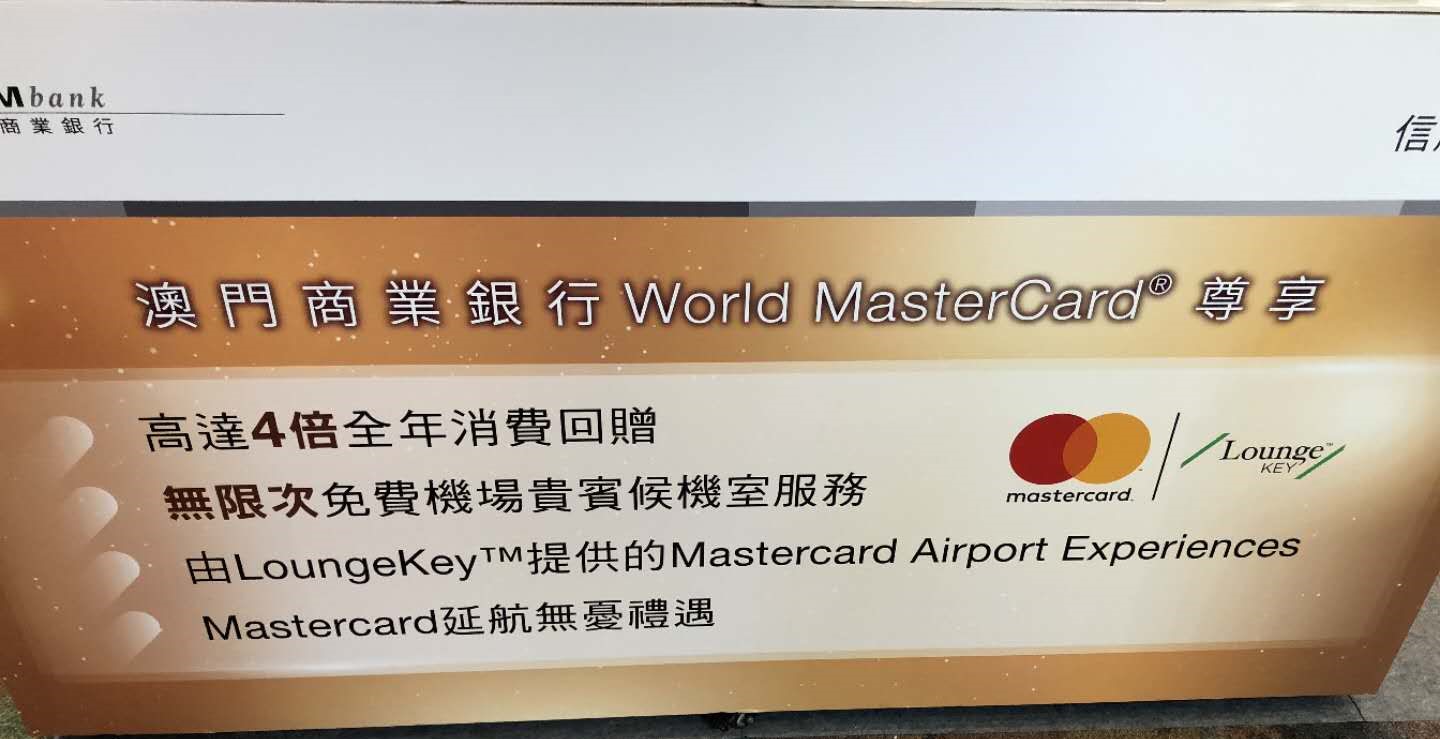 Mbank
商業銀行
信
澳門商業銀行 World MasterCard® 尊享
高達4倍全年消費回贈
無限次免費機場貴賓候機室服務
由LoungeKey™提供的Mastercard Airport Experiences
Mastercard延航無憂禮遇
mastercard.
Lounge™
KEY